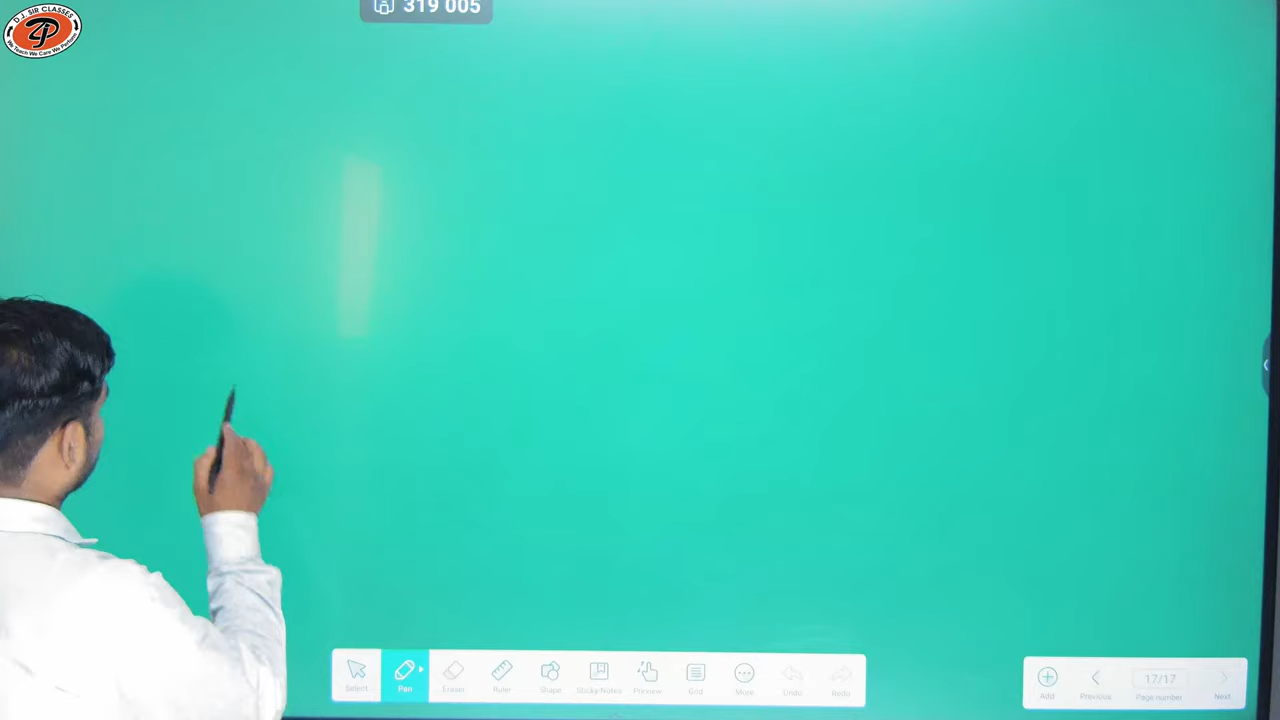 D.J. SIR CLASSES
We Teach We Care We Perform
319 005
Select
Pen
Eraser
Ruler
Shape
Sticky Notes
Preview
Grid
More
Undo
Redo
Add
Previous
17/17
Page number
Next